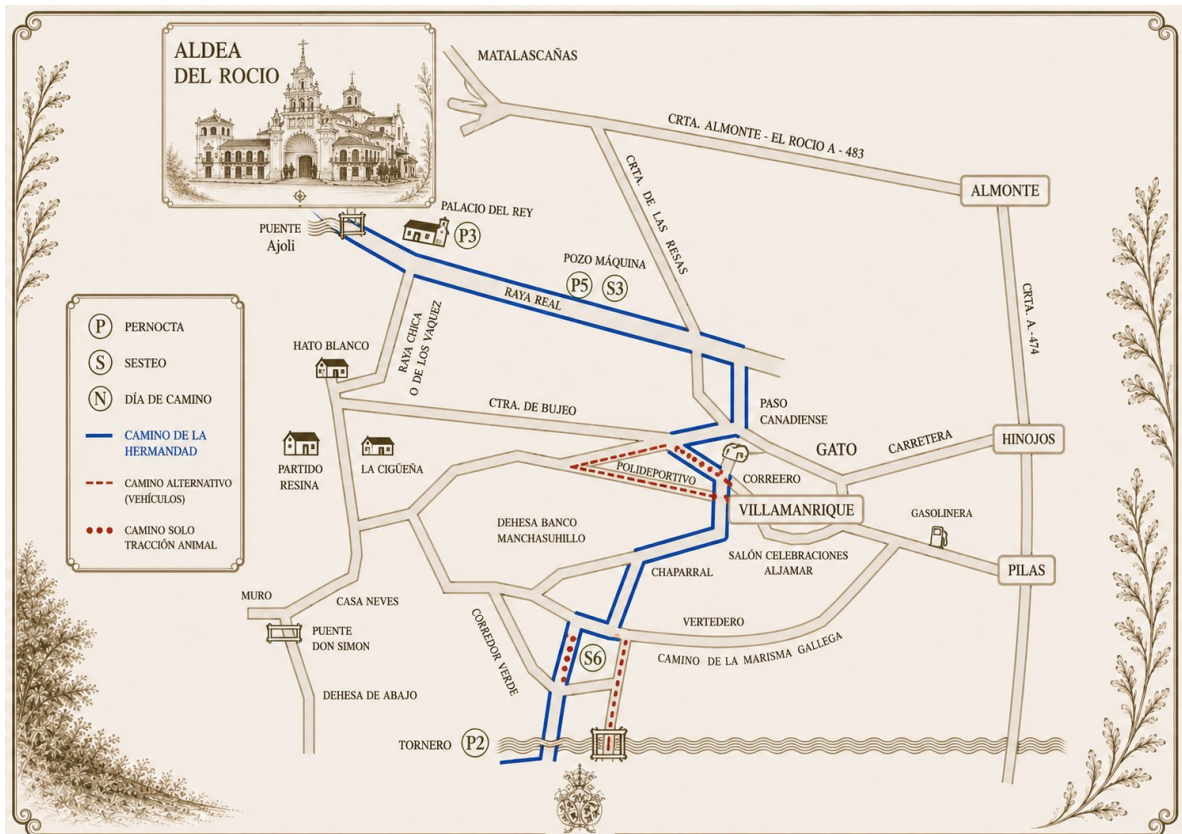 ALDEA
DEL ROCIO
MATALASCAÑAS
CRTA. ALMONTE - EL ROCIO A - 483
ALMONTE
CRTA. DE LAS RESAS
PALACIO DEL REY
P3
PUENTE
Ajoli
POZO MÁQUINA
P5
S3
RAYA REAL
CRTA. A.-474
P
PERNOCTA
S
SESTEO
N
DÍA DE CAMINO
CAMINO DE LA
HERMANDAD
CAMINO ALTERNATIVO
(VEHÍCULOS)
CAMINO SOLO
TRACCIÓN ANIMAL
HATO BLANCO
RAYA CHICA
O DE LOS VAQUEZ
CTRA. DE BUJEO
PASO
CANADIENSE
GATO
CARRETERA
HINOJOS
PARTIDO
RESINA
LA CIGÜEÑA
POLIDEPORTIVO
CORREERO
VILLAMANRIQUE
GASOLINERA
DEHESA BANCO
MANCHASUHILLO
SALÓN CELEBRACIONES
ALJAMAR
CHAPARRAL
PILAS
MURO
CASA NEVES
PUENTE
DON SIMON
CORREDOR VERDE
VERTEDERO
CAMINO DE LA MARISMA GALLEGA
S6
DEHESA DE ABAJO
TORNERO
P2